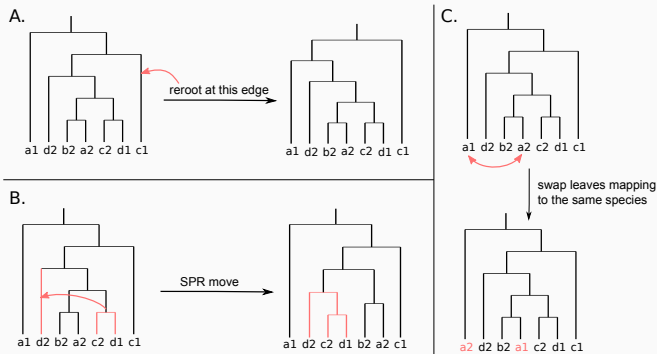 A.
a1 d2 b2 a2 c2 d1 c1
reroot at this edge
a1 d2 b2 a2 c2 d1 c1
B.
a1 d2 b2 a2 c2 d1 c1
SPR move
a1 d2 c2 d1 b2 a2 c1
C.
a1 d2 b2 a2 c2 d1 c1
swap leaves mapping
to the same species
a2 d2 b2 a1 c2 d1 c1